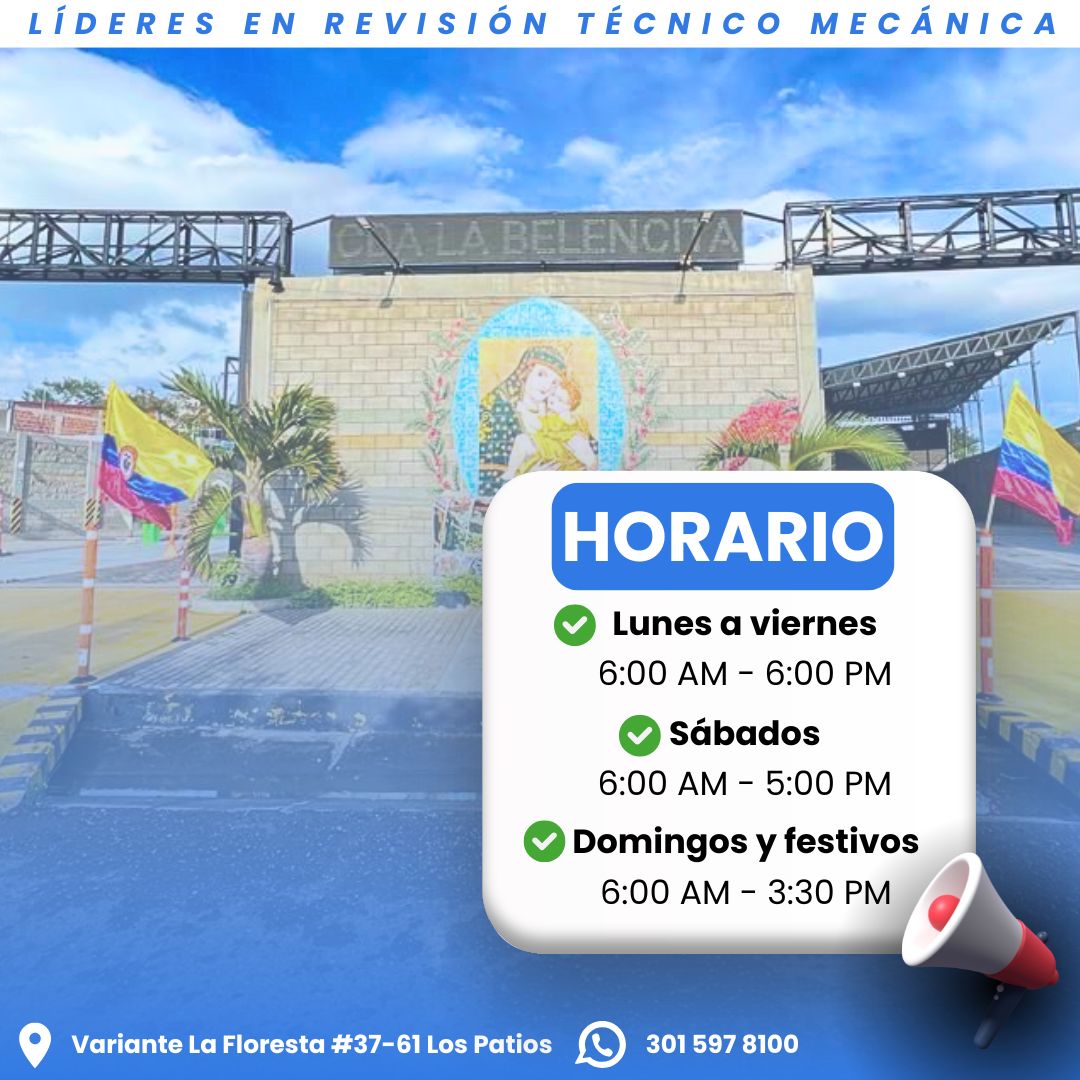 LÍDERES EN REVISIÓN TÉCNICO MECÁNICA
CDA LA BELENCITA
HORARIO
Lunes a viernes
6:00 AM - 6:00 PM
Sábados
6:00 AM - 5:00 PM
Domingos y festivos
6:00 AM - 3:30 PM
Variante La Floresta #37-61 Los Patios
301 597 8100